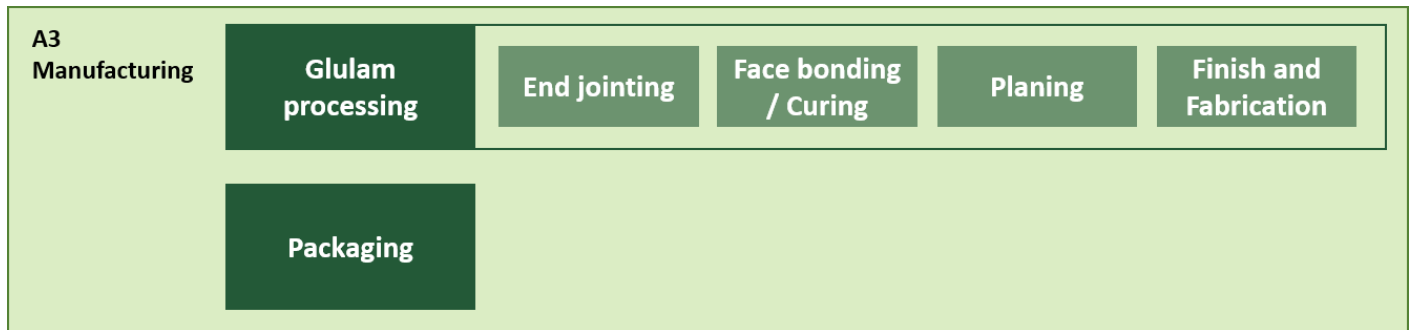 A3
Manufacturing
Glulam
processing
End jointing
Face bonding
/ Curing
Planing
Finish and
Fabrication
Packaging